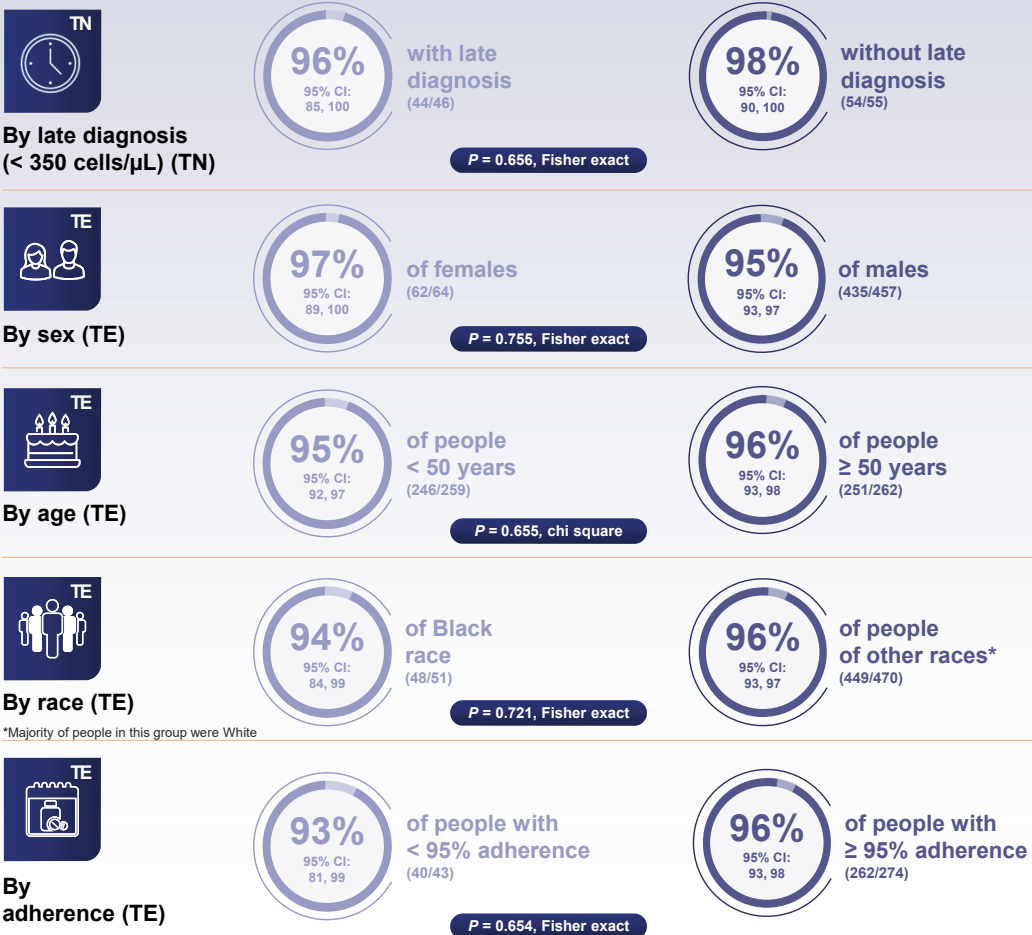 TN
By late diagnosis
(< 350 cells/µL) (TN)
96%
95% CI:
85, 100
with late
diagnosis
(44/46)
98%
95% CI:
90, 100
without late
diagnosis
(54/55)
P = 0.656, Fisher exact
TE
By sex (TE)
97%
95% CI:
89, 100
of females
(62/64)
95%
95% CI:
93, 97
of males
(435/457)
P = 0.755, Fisher exact
TE
By age (TE)
95%
95% CI:
92, 97
of people
< 50 years
(246/259)
96%
95% CI:
93, 98
of people
≥ 50 years
(251/262)
P = 0.655, chi square
TE
By race (TE)
*Majority of people in this group were White
94%
95% CI:
84, 99
of Black
race
(48/51)
96%
95% CI:
93, 97
of people
of other races*
(449/470)
P = 0.721, Fisher exact
TE
By
adherence (TE)
93%
95% CI:
81, 99
of people with
< 95% adherence
(40/43)
96%
95% CI:
93, 98
of people with
≥ 95% adherence
(262/274)
P = 0.654, Fisher exact